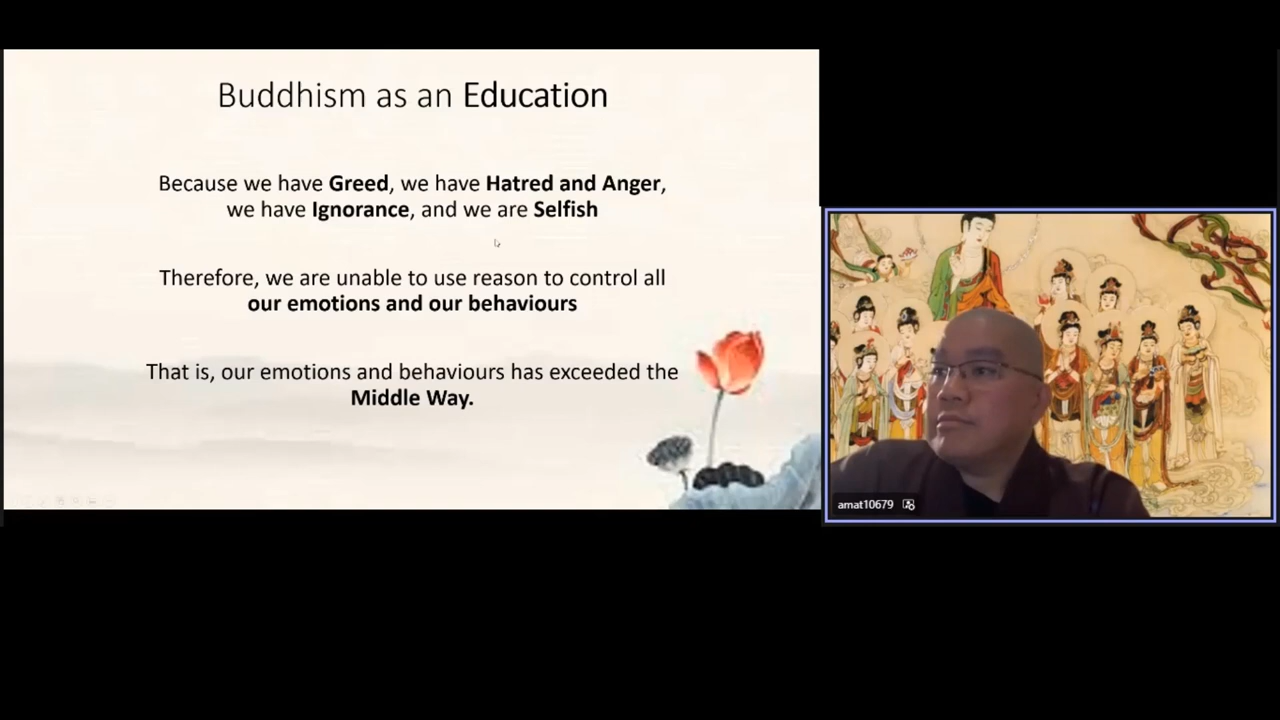 Buddhism as an Education
Because we have Greed, we have Hatred and Anger,
we have Ignorance, and we are Selfish
Therefore, we are unable to use reason to control all
our emotions and our behaviours
That is, our emotions and behaviours has exceeded the
Middle Way.
amat10679